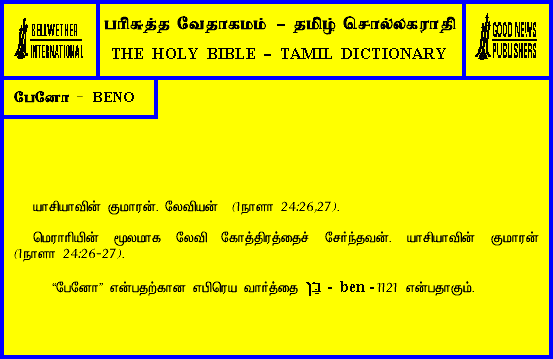 BELLWETHER
INTERNATIONAL
பரிசுத்த வேதாகமம் - தமிழ் சொல்லகராதி
THE HOLY BIBLE - TAMIL DICTIONARY
GOOD NEWS
PUBLISHERS
பேனோ - BENO
யாசியாவின் குமாரன். லேவியன் (1நாளா 24:26,27).
மெராரியின் மூலமாக லேவி கோத்திரத்தைச் சேர்ந்தவன். யாசியாவின் குமாரன்
(1நாளா 24:26-27).
“பேனோ” என்பதற்கான எபிரெய வார்த்தை בֵּן - ben - 1121 என்பதாகும்.